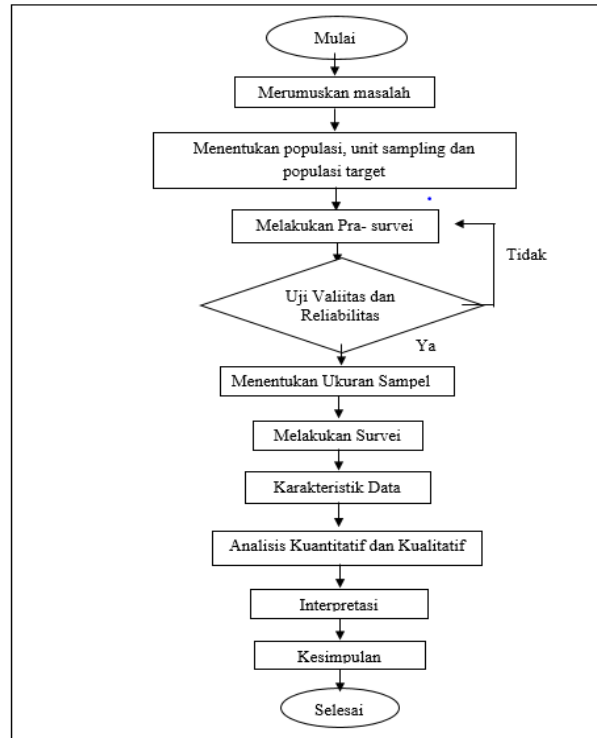 Mulai
Merumuskan masalah
Menentukan populasi, unit sampling dan
populasi target
Melakukan Pra- survei
Tidak
Uji Valiitas dan
Reliabilitas
Ya
Menentukan Ukuran Sampel
Melakukan Survei
Karakteristik Data
Analisis Kuantitatif dan Kualitatif
Interpretasi
Kesimpulan
Selesai